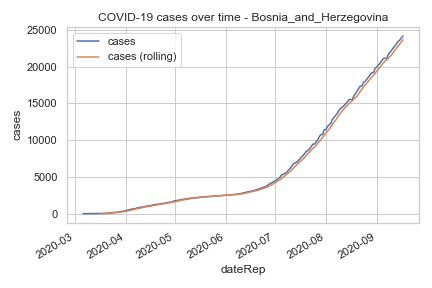 COVID-19 cases over time - Bosnia_and_Herzegovina
cases
cases (rolling)
25000
20000
15000
10000
5000
0
cases
2020-03
2020-04
2020-05
2020-06
2020-07
2020-08
2020-09
dateRep